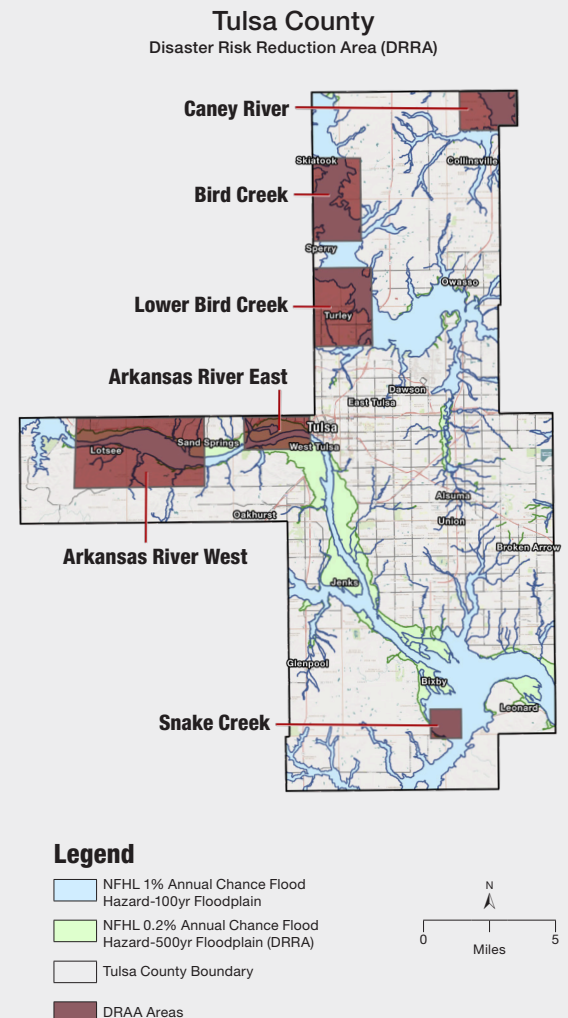 Tulsa County
Disaster Risk Reduction Area (DRRA)
Caney River
Skiatook
Collinsville
Bird Creek
Sperry
Owasso
Lower Bird Creek
Turley
Arkansas River East
Dawson
East Tulsa
Tulsa
Sand Springs
West Tulsa
Lotsee
Alsuma
Oakhurst
Union
Broken Arrow
Arkansas River West
Jenks
Glenpool
Bixby
Leonard
Snake Creek
Legend
NFHL 1% Annual Chance Flood
Hazard-100yr Floodplain
NFHL 0.2% Annual Chance Flood
Hazard-500yr Floodplain (DRRA)
Tulsa County Boundary
DRAA Areas
N
0 5
Miles